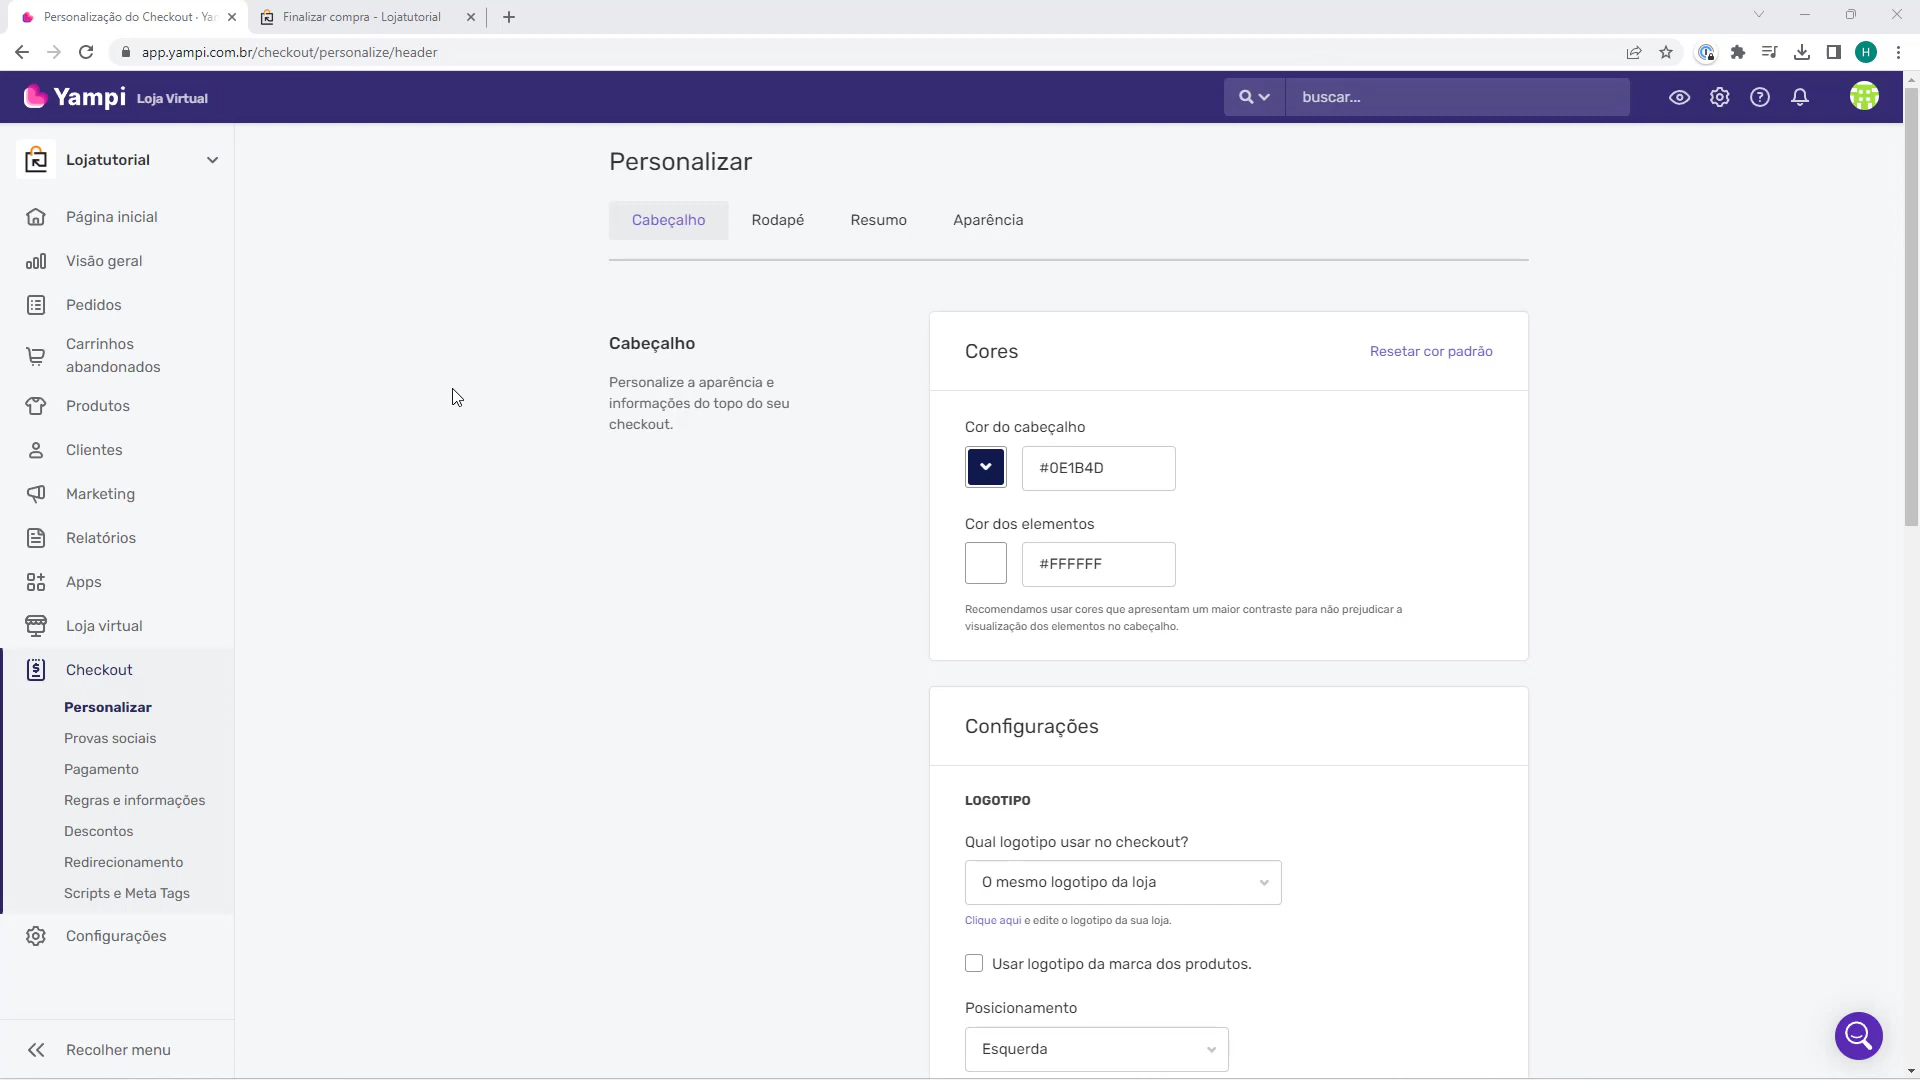 Personalização do Checkout · Yan
Finalizar compra - Lojatutorial
app.yampi.com.br/checkout/personalize/header
H
Yampi Loja Virtual
buscar...
Lojatutorial
Página inicial
Visão geral
Pedidos
Carrinhos
abandonados
Produtos
Clientes
Marketing
Relatórios
Apps
Loja virtual
Checkout
Personalizar
Provas sociais
Pagamento
Regras e informações
Descontos
Redirecionamento
Scripts e Meta Tags
Configurações
Recolher menu
Personalizar
Cabeçalho Rodapé Resumo Aparência
Cabeçalho
Personalize a aparência e
informações do topo do seu
checkout.
Cores Resetar cor padrão
Cor do cabeçalho
#0E1B4D
Cor dos elementos
#FFFFFF
Recomendamos usar cores que apresentam um maior contraste para não prejudicar a
visualização dos elementos no cabeçalho.
Configurações
LOGOTIPO
Qual logotipo usar no checkout?
O mesmo logotipo da loja
Clique aqui e edite o logotipo da sua loja.
Usar logotipo da marca dos produtos.
Posicionamento
Esquerda